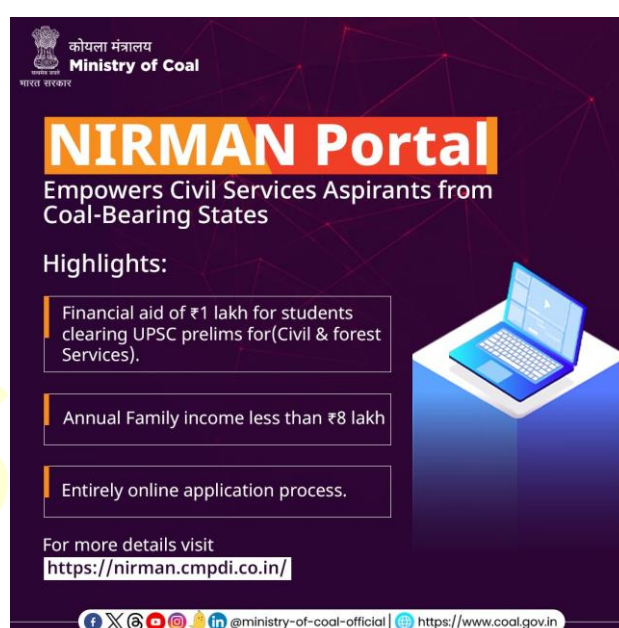 कोयला मंत्रालय
Ministry of Coal
सत्यमेव जयते
भारत सरकार
NIRMAN Portal
Empowers Civil Services Aspirants from
Coal-Bearing States
Highlights:
Financial aid of ₹1 lakh for students
clearing UPSC prelims for(Civil & forest
Services).
Annual Family income less than ₹8 lakh
Entirely online application process.
For more details visit
https://nirman.cmpdi.co.in/
@ministry-of-coal-official | https://www.coal.gov.in